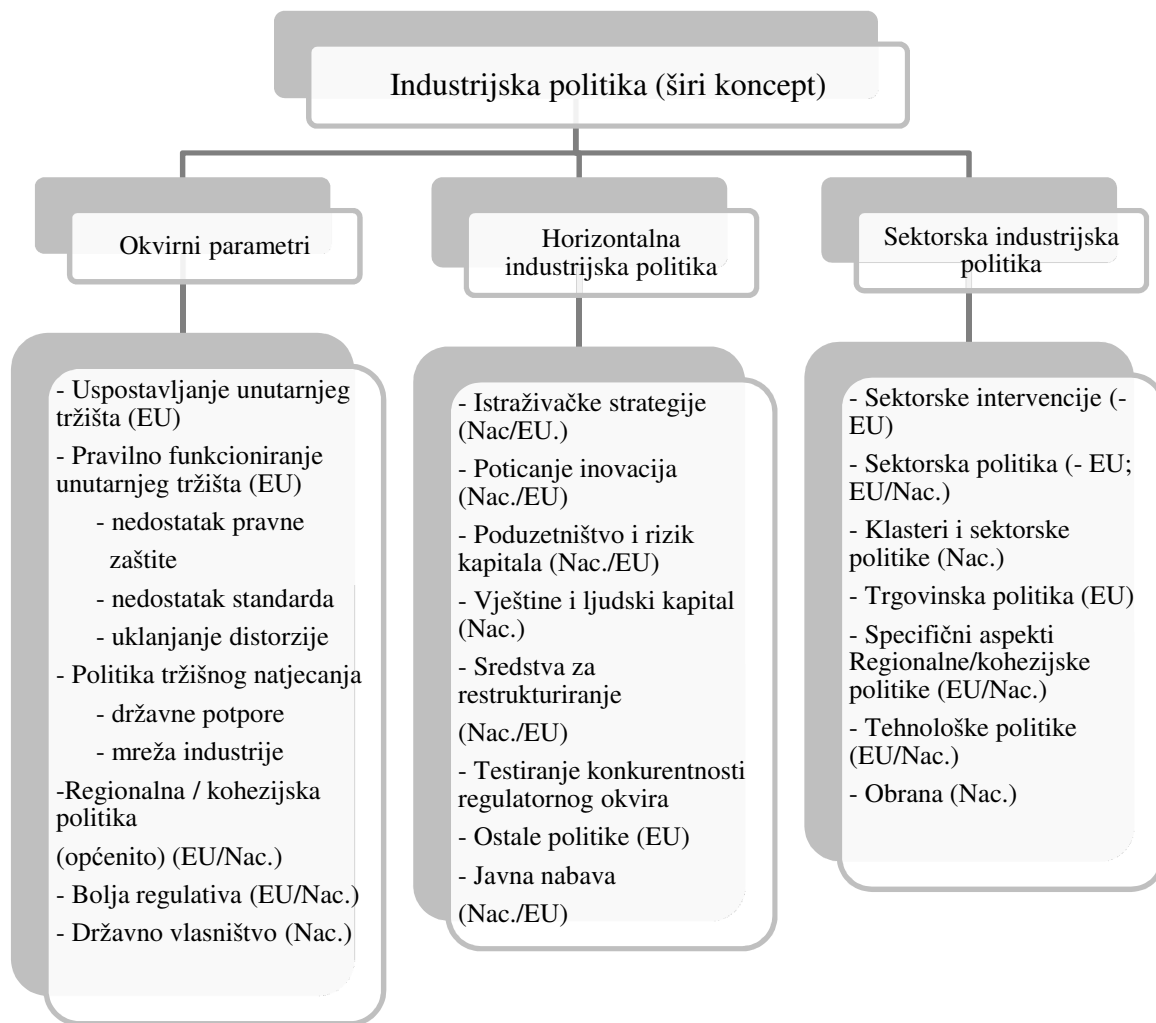 Industrijska politika (širi koncept)
Okvirni parametri
- Uspostavljanje unutarnjeg
tržišta (EU)
- Pravilno funkcioniranje
unutarnjeg tržišta (EU)
- nedostatak pravne
zaštite
- nedostatak standarda
- uklanjanje distorzije
- Politika tržišnog natjecanja
- državne potpore
- mreža industrije
-Regionalna / kohezijska
politika
(općenito) (EU/Nac.)
- Bolja regulativa (EU/Nac.)
- Državno vlasništvo (Nac.)
Horizontalna
industrijska politika
- Istraživačke strategije
(Nac/EU.)
- Poticanje inovacija
(Nac./EU)
- Poduzetništvo i rizik
kapitala (Nac./EU)
- Vještine i ljudski kapital
(Nac.)
- Sredstva za
restrukturiranje
(Nac./EU)
- Testiranje konkurentnosti
regulatornog okvira
- Ostale politike (EU)
- Javna nabava
(Nac./EU)
Sektorska industrijska
politika
- Sektorske intervencije (-
EU)
- Sektorska politika (- EU;
EU/Nac.)
- Klasteri i sektorske
politike (Nac.)
- Trgovinska politika (EU)
- Specifični aspekti
Regionalne/kohezijske
politike (EU/Nac.)
- Tehnološke politike
(EU/Nac.)
- Obrana (Nac.)